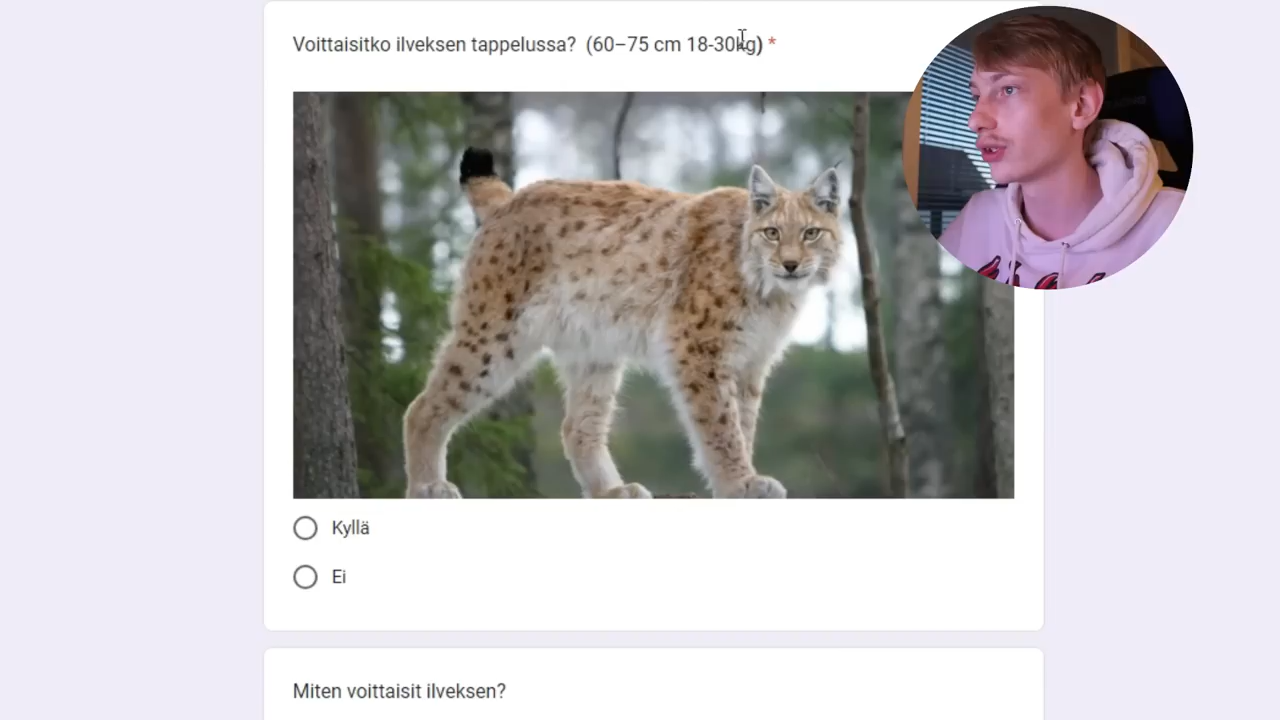 Voittaisitko ilveksen tappelussa?  (60–75 cm 18-30kg) *
Kyllä
Ei
Miten voittaisit ilveksen?